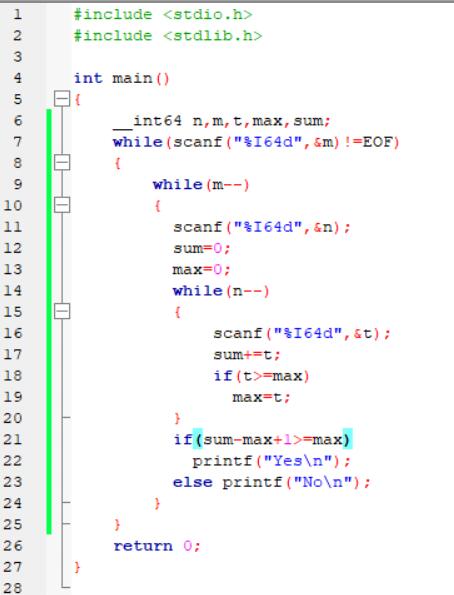 1 #include <stdio.h>
2 #include <stdlib.h>
3
4 int main()
5 {
6 __int64 n,m,t,max,sum;
7 while(scanf("%I64d",&m)!=EOF)
8 {
9 while(m--)
10 {
11 scanf("%I64d",&n);
12 sum=0;
13 max=0;
14 while(n--)
15 {
16 scanf("%I64d",&t);
17 sum+=t;
18 if(t>=max)
19 max=t;
20 }
21 if(sum-max+1>=max)
22 printf("Yes\n");
23 else printf("No\n");
24 }
25 }
26 return 0;
27 }
28